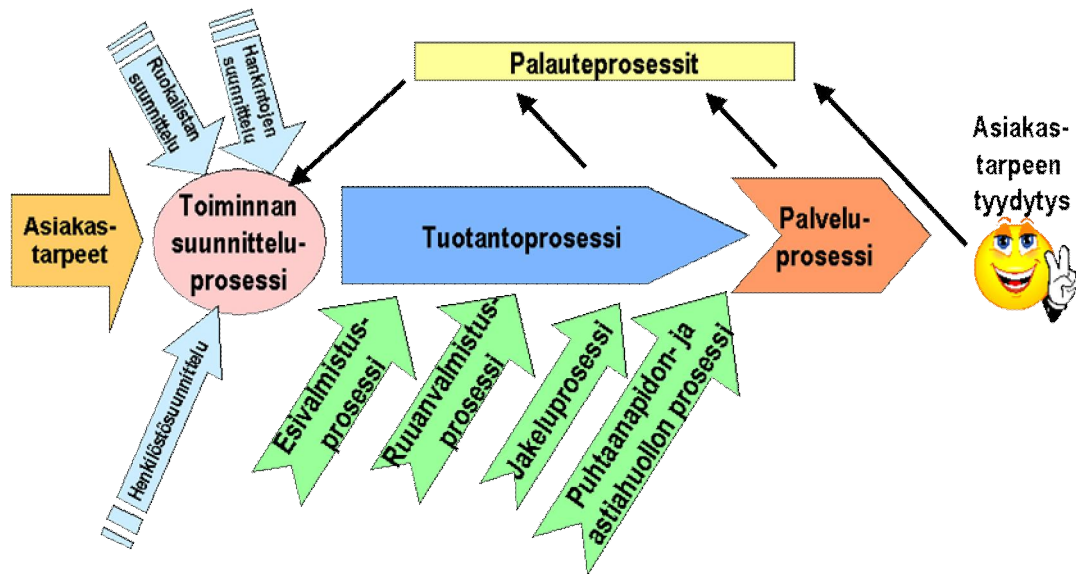 Ruokalistan
suunnittelu
Hankintojen
suunnittelu
Palauteprosessit
Asiakas-
tarpeen
tyydytys
Asiakas-
tarpeet
Toiminnan
suunnittelu-
prosessi
Tuotantoprosessi
Palvelu-
prosessi
Henkilöstösuunnittelu
Esivalmistus-
prosessi
Ruuanvalmistus-
prosessi
Jakeluprosessi
Puhtaanapidon- ja
astiahuollon prosessi